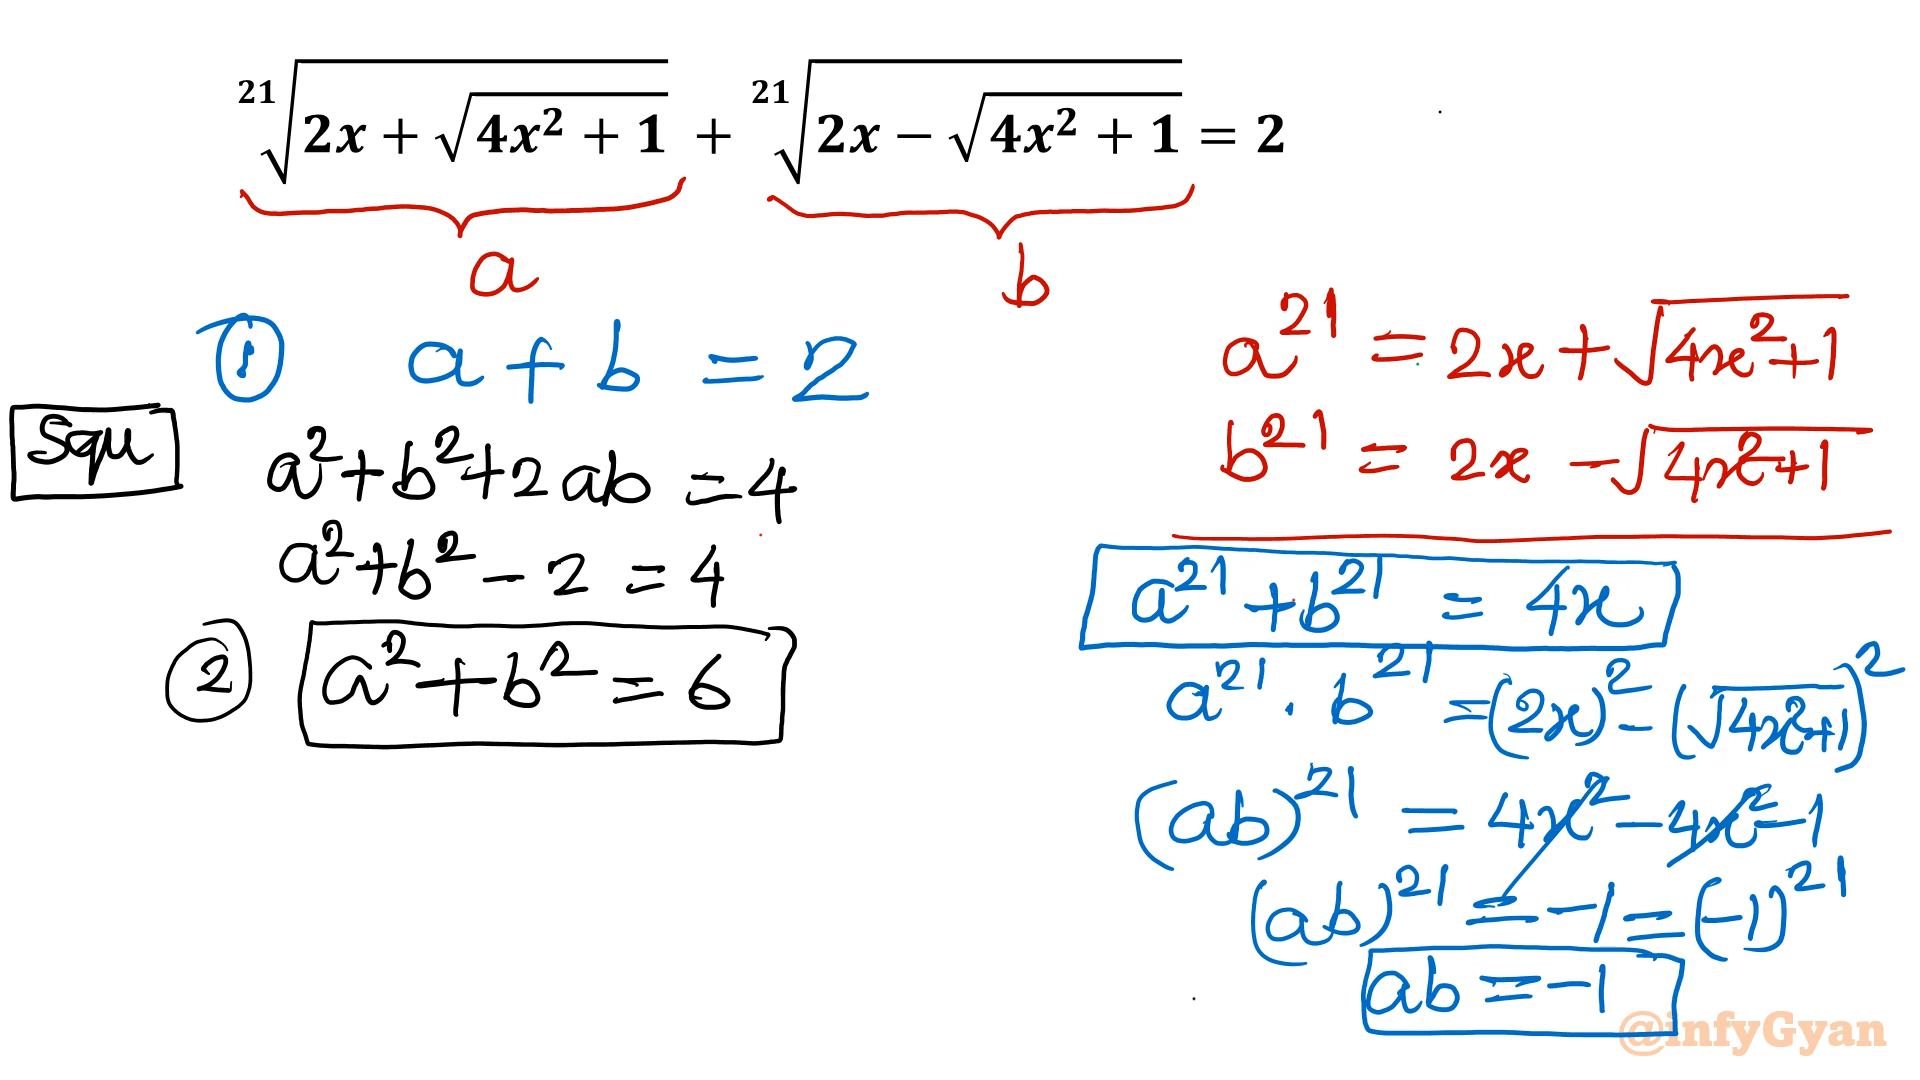 ²¹√(2x + √(4x² + 1)) + ²¹√(2x − √(4x² + 1)) = 2
a
b
① a + b = 2
Squ
a² + b² + 2ab = 4
a² + b² − 2 = 4
② a² + b² = 6
a²¹ = 2x + √(4x²+1)
b²¹ = 2x − √(4x²+1)
a²¹ + b²¹ = 4x
a²¹ · b²¹ = (2x)² − (√(4x²+1))²
(ab)²¹ = 4x² − 4x² − 1
(ab)²¹ = −1 = (−1)²¹
ab = −1
@infyGyan